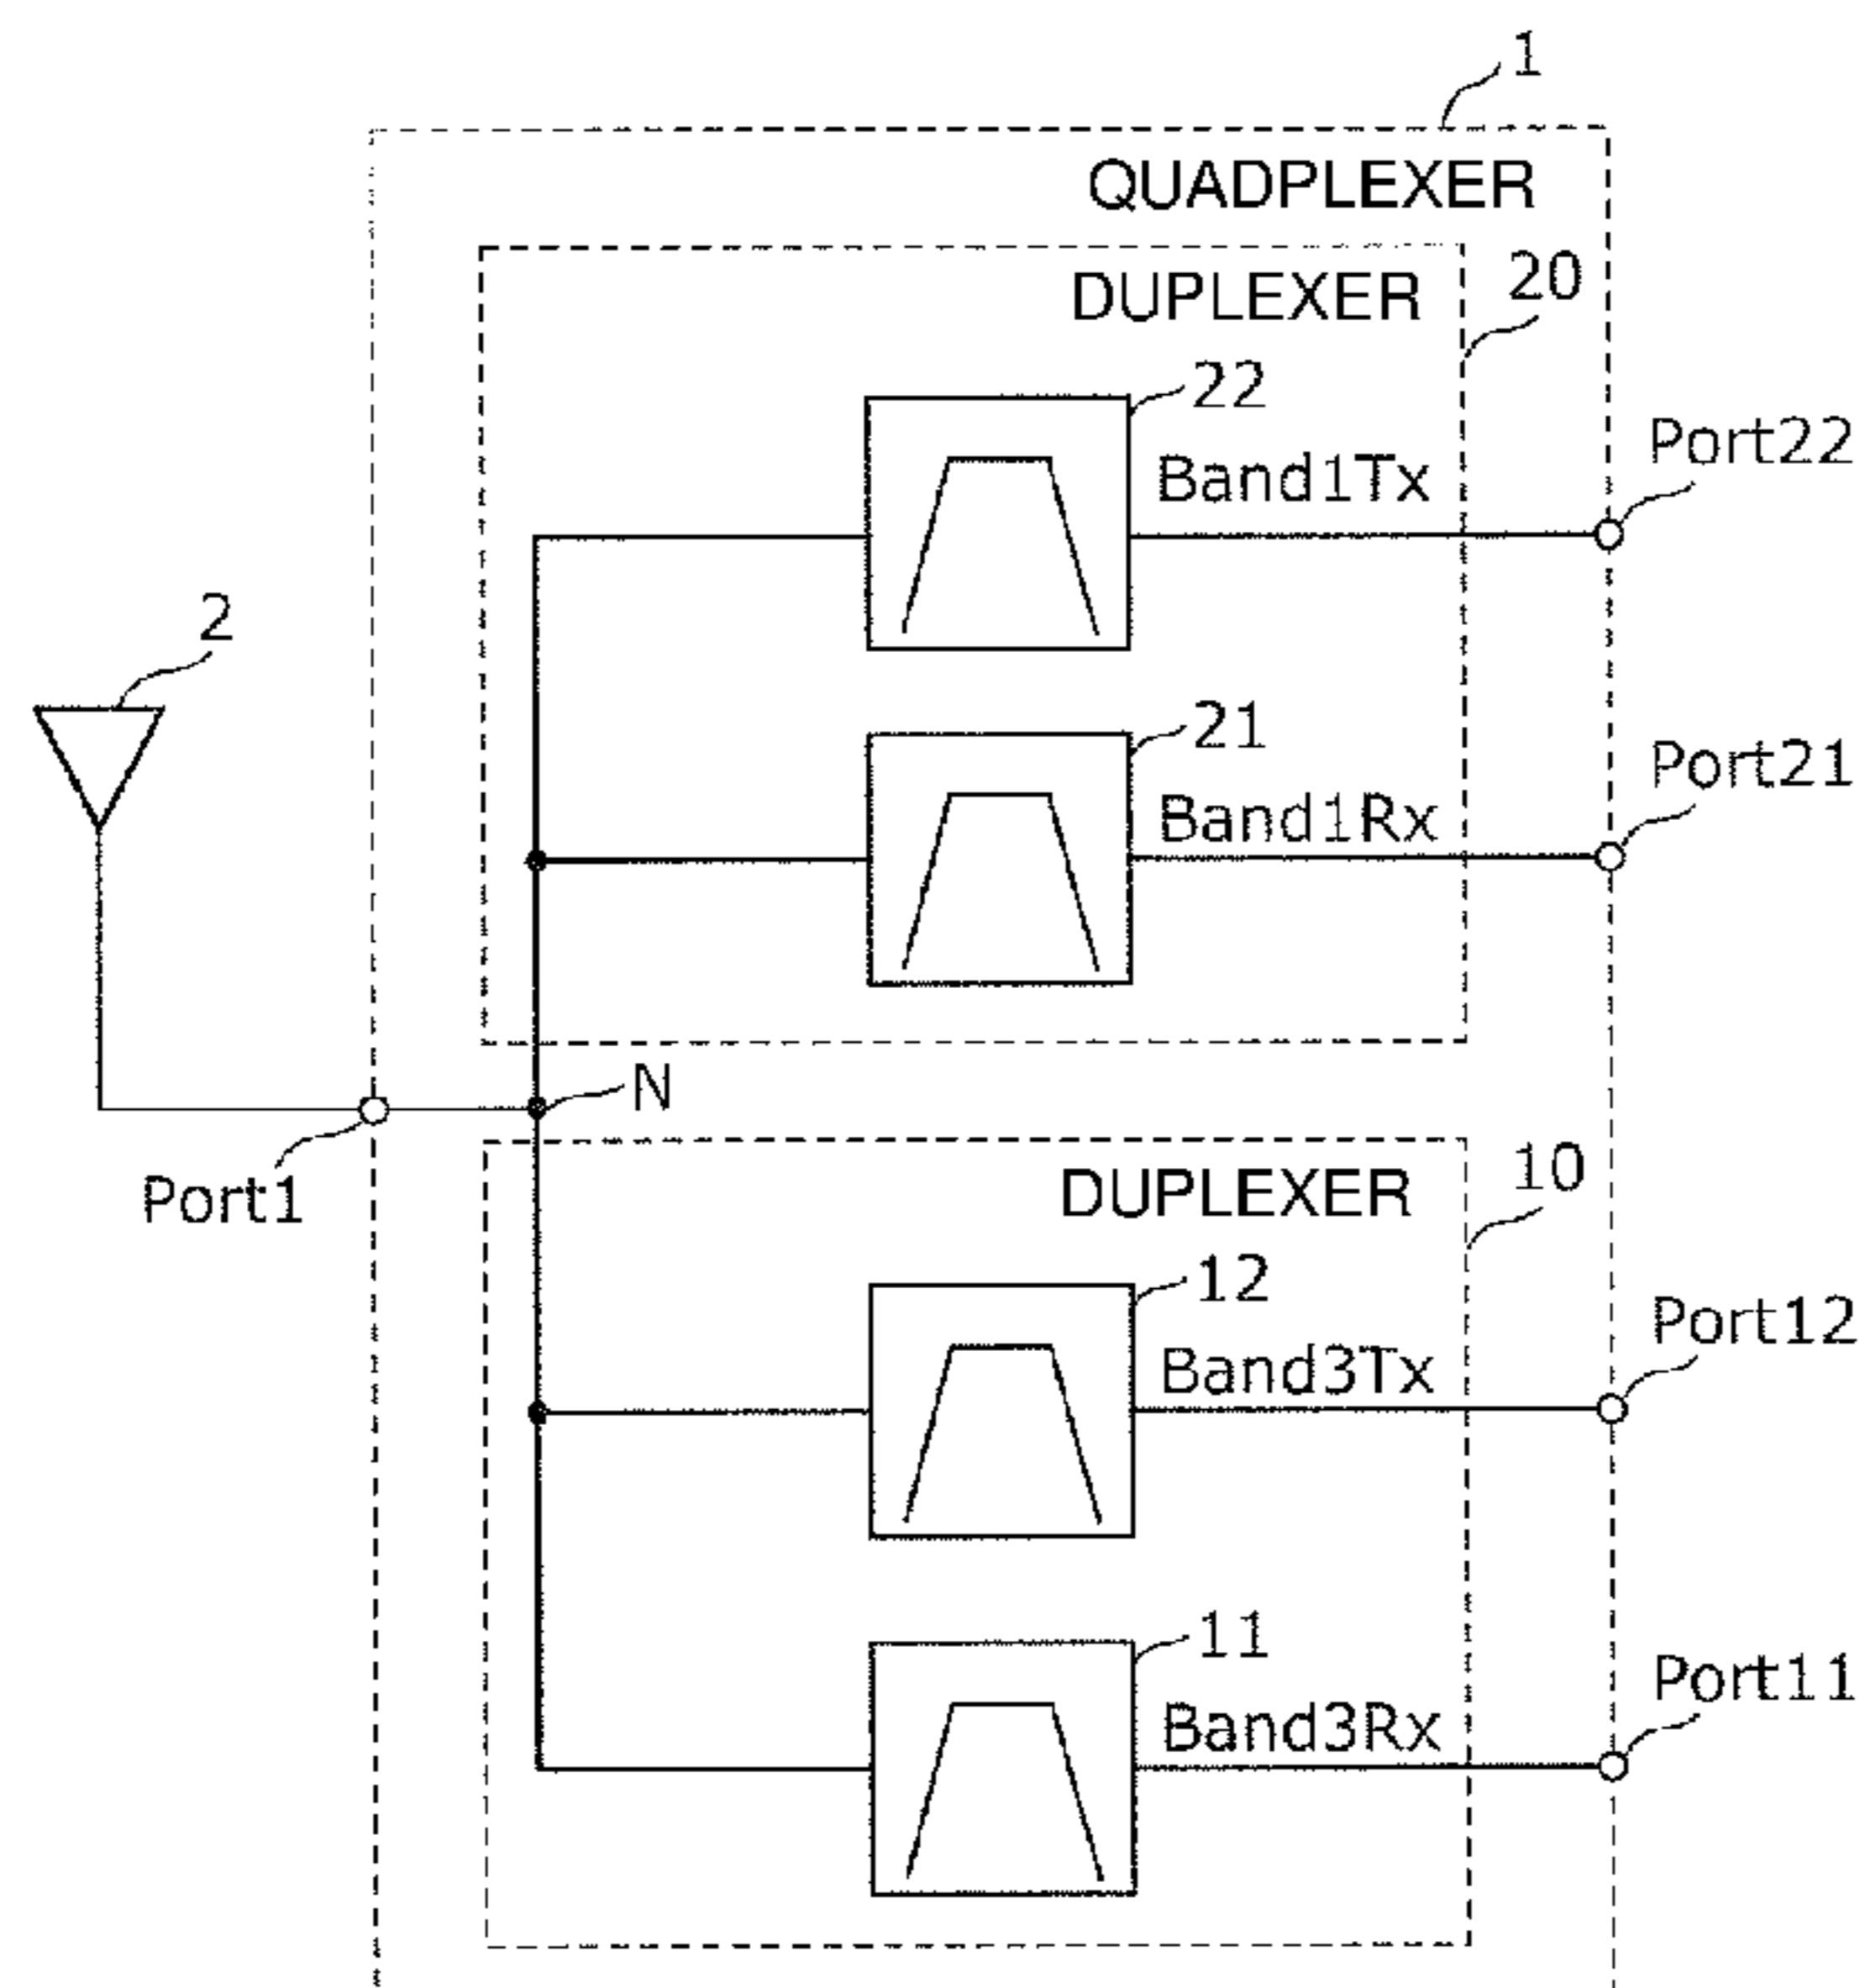 1
QUADPLEXER
20
DUPLEXER
22
Port22
Band1Tx
2
21
Port21
Band1Rx
N
Port1
10
DUPLEXER
12
Port12
Band3Tx
11
Port11
Band3Rx